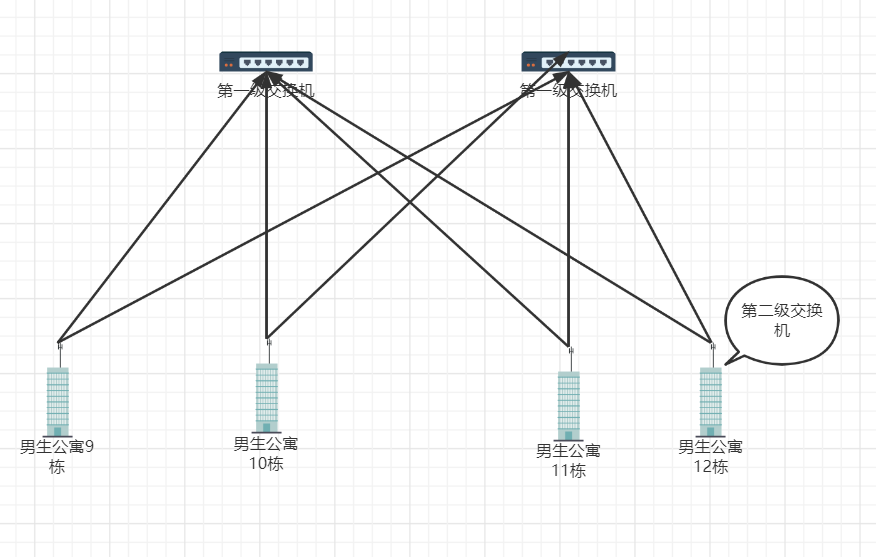 第一级交换机
第一级交换机
第二级交换
机
男生公寓9
栋
男生公寓
10栋
男生公寓
11栋
男生公寓
12栋